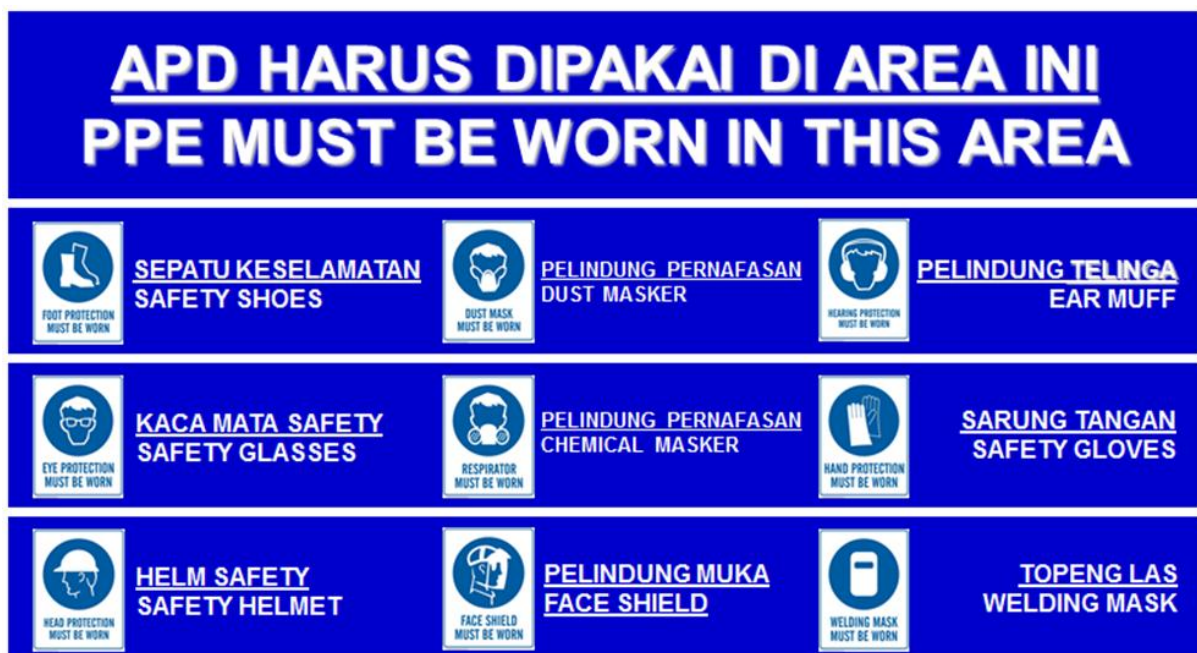 APD HARUS DIPAKAI DI AREA INI
PPE MUST BE WORN IN THIS AREA
FOOT PROTECTION
MUST BE WORN
SEPATU KESELAMATAN
SAFETY SHOES
DUST MASK
MUST BE WORN
PELINDUNG PERNAFASAN
DUST MASKER
HEARING PROTECTION
MUST BE WORN
PELINDUNG TELINGA
EAR MUFF
EYE PROTECTION
MUST BE WORN
KACA MATA SAFETY
SAFETY GLASSES
RESPIRATOR
MUST BE WORN
PELINDUNG PERNAFASAN
CHEMICAL MASKER
HAND PROTECTION
MUST BE WORN
SARUNG TANGAN
SAFETY GLOVES
HEAD PROTECTION
MUST BE WORN
HELM SAFETY
SAFETY HELMET
FACE SHIELD
MUST BE WORN
PELINDUNG MUKA
FACE SHIELD
WELDING MASK
MUST BE WORN
TOPENG LAS
WELDING MASK